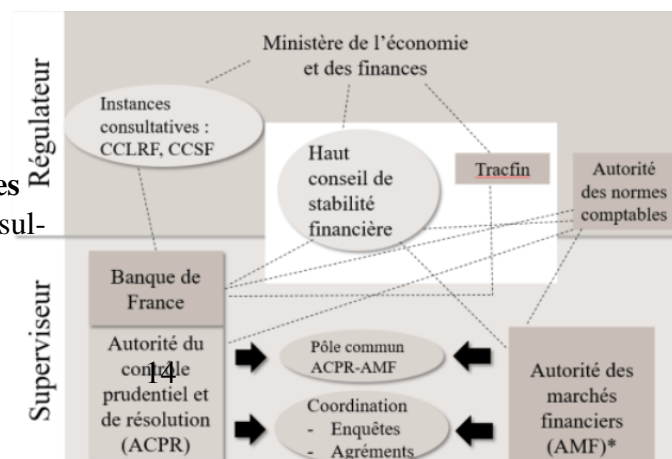 Ministère de l’économie
et des finances
Régulateur
Instances
consultatives :
CCLRF, CCSF
Haut
conseil de
stabilité
financière
Tracfin
Autorité
des normes
comptables
es
sul-
Superviseur
Banque de
France
Autorité du
contrôle
prudentiel et
de résolution
(ACPR)
14
Pôle commun
ACPR-AMF
Coordination
- Enquêtes
- Agréments
Autorité des
marchés
financiers
(AMF)*